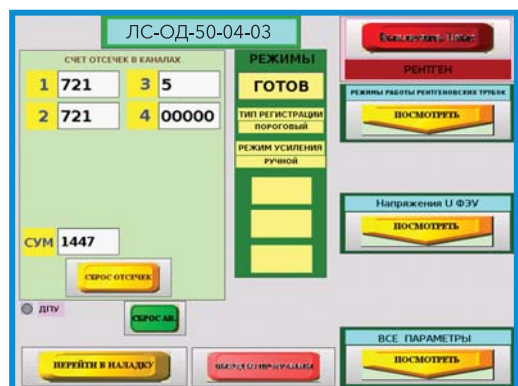 ЛС-ОД-50-04-03
СЧЕТ ОТСЕЧЕК В КАНАЛАХ
1 721 3 5
2 721 4 00000
СУМ 1447
СБРОС ОТСЕЧЕК
ДПУ
СБРОС АВ.
ПЕРЕЙТИ В НАЛАДКУ
РЕЖИМЫ
ГОТОВ
ТИП РЕГИСТРАЦИИ
ПОРОГОВЫЙ
РЕЖИМ УСИЛЕНИЯ
РУЧНОЙ
РЕНТГЕН
РЕЖИМЫ РАБОТЫ РЕНТГЕНОВСКИХ ТРУБОК
ПОСМОТРЕТЬ
Напряжения U ФЭУ
ПОСМОТРЕТЬ
ВСЕ ПАРАМЕТРЫ
ПОСМОТРЕТЬ